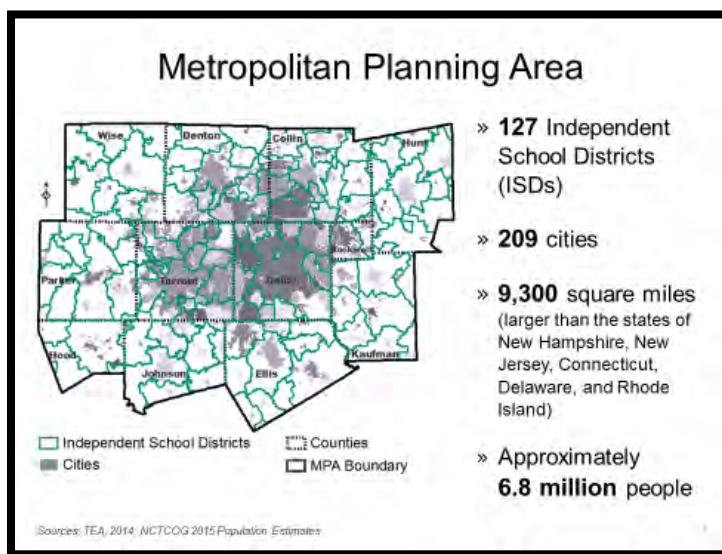 Metropolitan Planning Area
Wise
Denton
Collin
Hunt
Parker
Tarrant
Dallas
Rockwall
Hood
Johnson
Ellis
Kaufman
Independent School Districts
Counties
Cities
MPA Boundary
» 127 Independent
School Districts
(ISDs)
» 209 cities
» 9,300 square miles
(larger than the states of
New Hampshire, New
Jersey, Connecticut,
Delaware, and Rhode
Island)
» Approximately
6.8 million people
Sources: TEA, 2014; NCTCOG 2015 Population Estimates